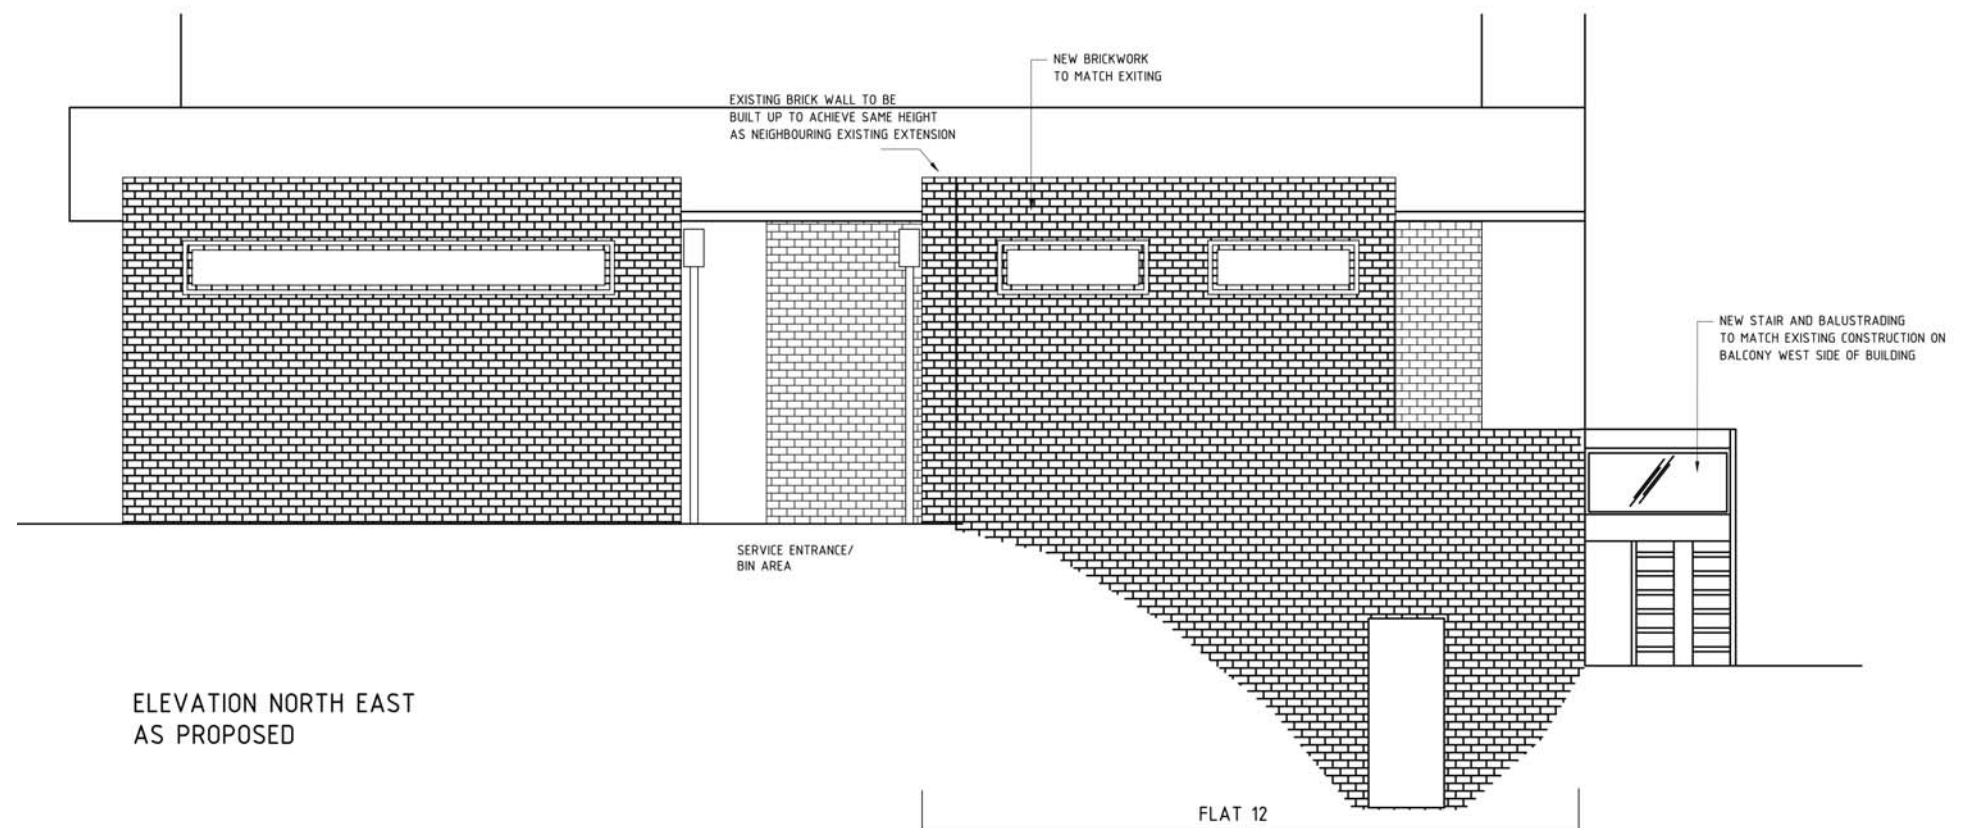 NEW BRICKWORK
TO MATCH EXITING
EXISTING BRICK WALL TO BE
BUILT UP TO ACHIEVE SAME HEIGHT
AS NEIGHBOURING EXISTING EXTENSION
NEW STAIR AND BALUSTRADING
TO MATCH EXISTING CONSTRUCTION ON
BALCONY WEST SIDE OF BUILDING
SERVICE ENTRANCE/
BIN AREA
ELEVATION NORTH EAST
AS PROPOSED
FLAT 12